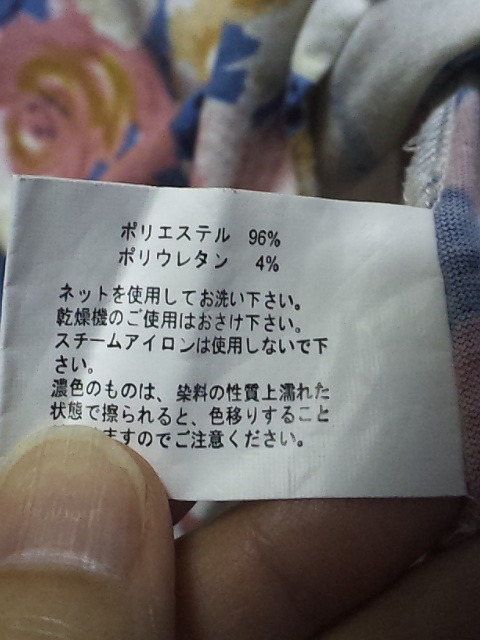 ポリエステル 96%
ポリウレタン 4%
ネットを使用してお洗い下さい。
乾燥機のご使用はおさけ下さい。
スチームアイロンは使用しないで下
さい。
濃色のものは、染料の性質上濡れた
状態で擦られると、色移りすること
ますのでご注意ください。